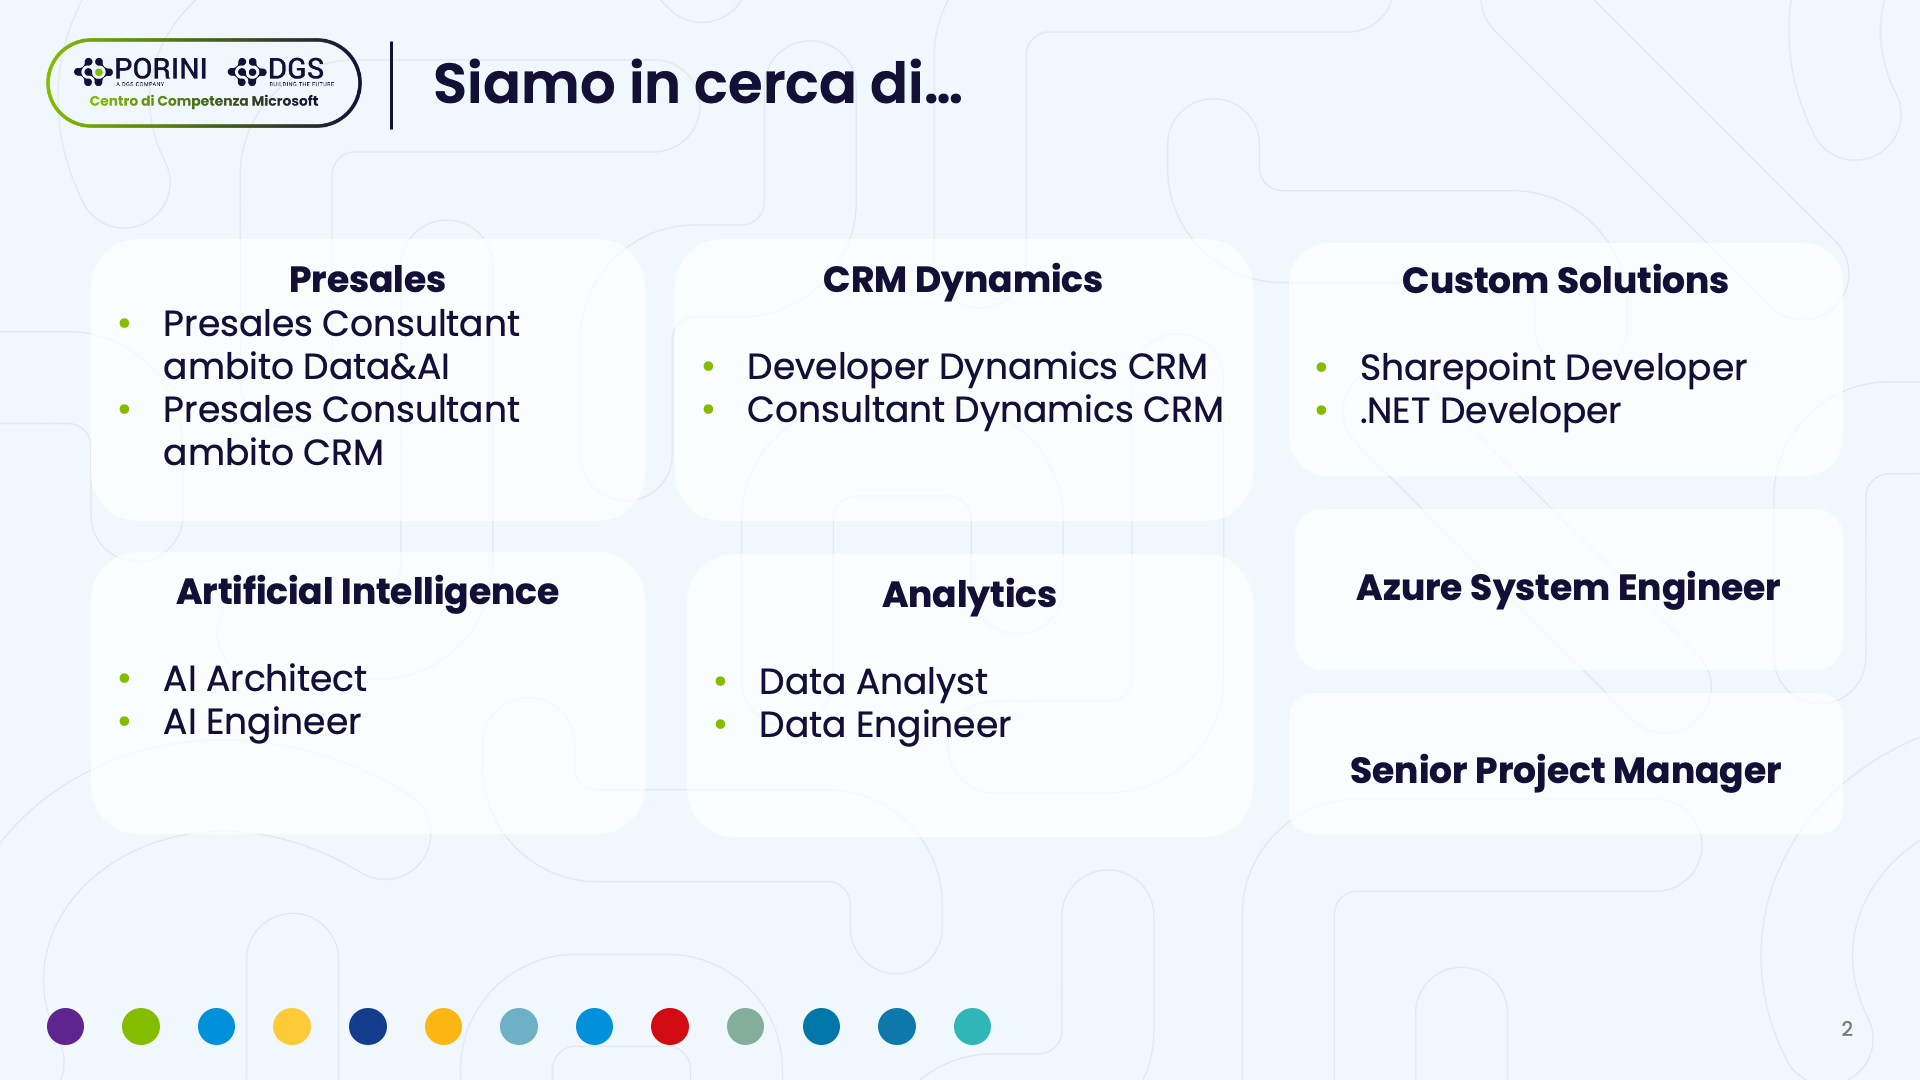 PORINI
A DGS COMPANY
DGS
BUILDING THE FUTURE
Centro di Competenza Microsoft
Siamo in cerca di...
Presales
• Presales Consultant
ambito Data&AI
• Presales Consultant
ambito CRM
CRM Dynamics
• Developer Dynamics CRM
• Consultant Dynamics CRM
Custom Solutions
• Sharepoint Developer
• .NET Developer
Artificial Intelligence
• AI Architect
• AI Engineer
Analytics
• Data Analyst
• Data Engineer
Azure System Engineer
Senior Project Manager
2